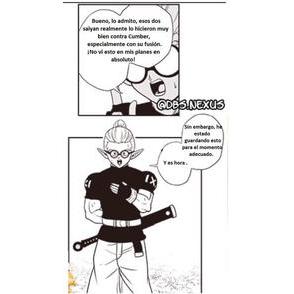 Bueno, lo admito, esos dos
saiyan realmente lo hicieron muy
bien contra Cumber,
especialmente con su fusión.
¡No vi esto en mis planes en
absoluto!
@DBS.NEXUS
Sin embargo, he
estado
guardando esto
para el momento
adecuado.
Y es hora .
IX